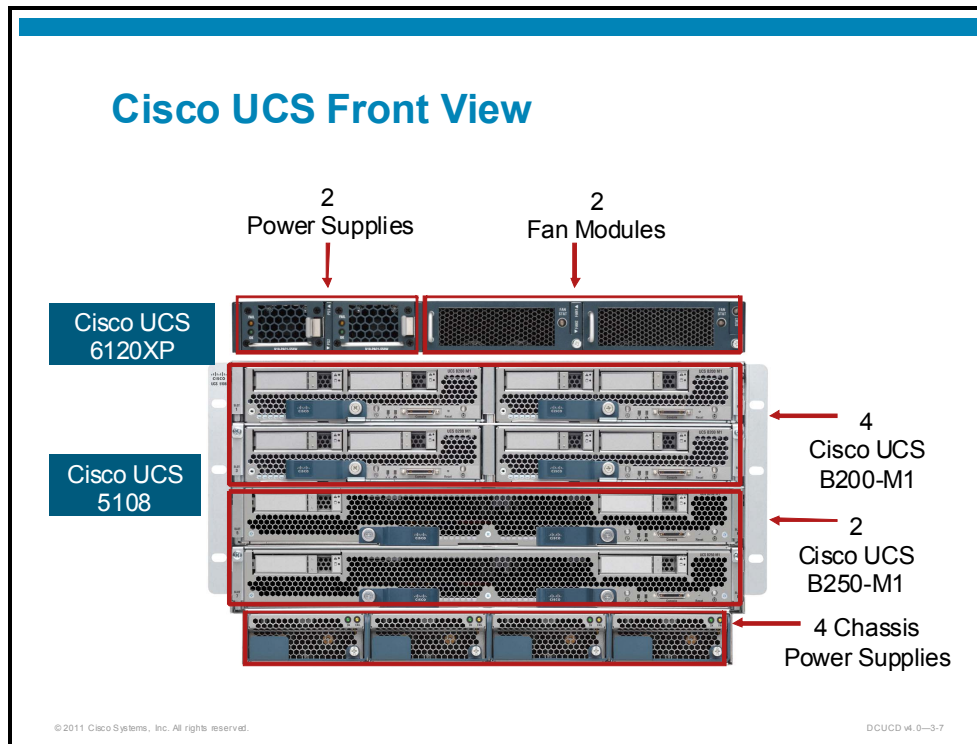 Cisco UCS Front View
2
Power Supplies
2
Fan Modules
Cisco UCS
6120XP
Cisco UCS
5108
4
Cisco UCS
B200-M1
2
Cisco UCS
B250-M1
4 Chassis
Power Supplies
© 2011 Cisco Systems, Inc. All rights reserved.
DCUCD v4.0—3-7